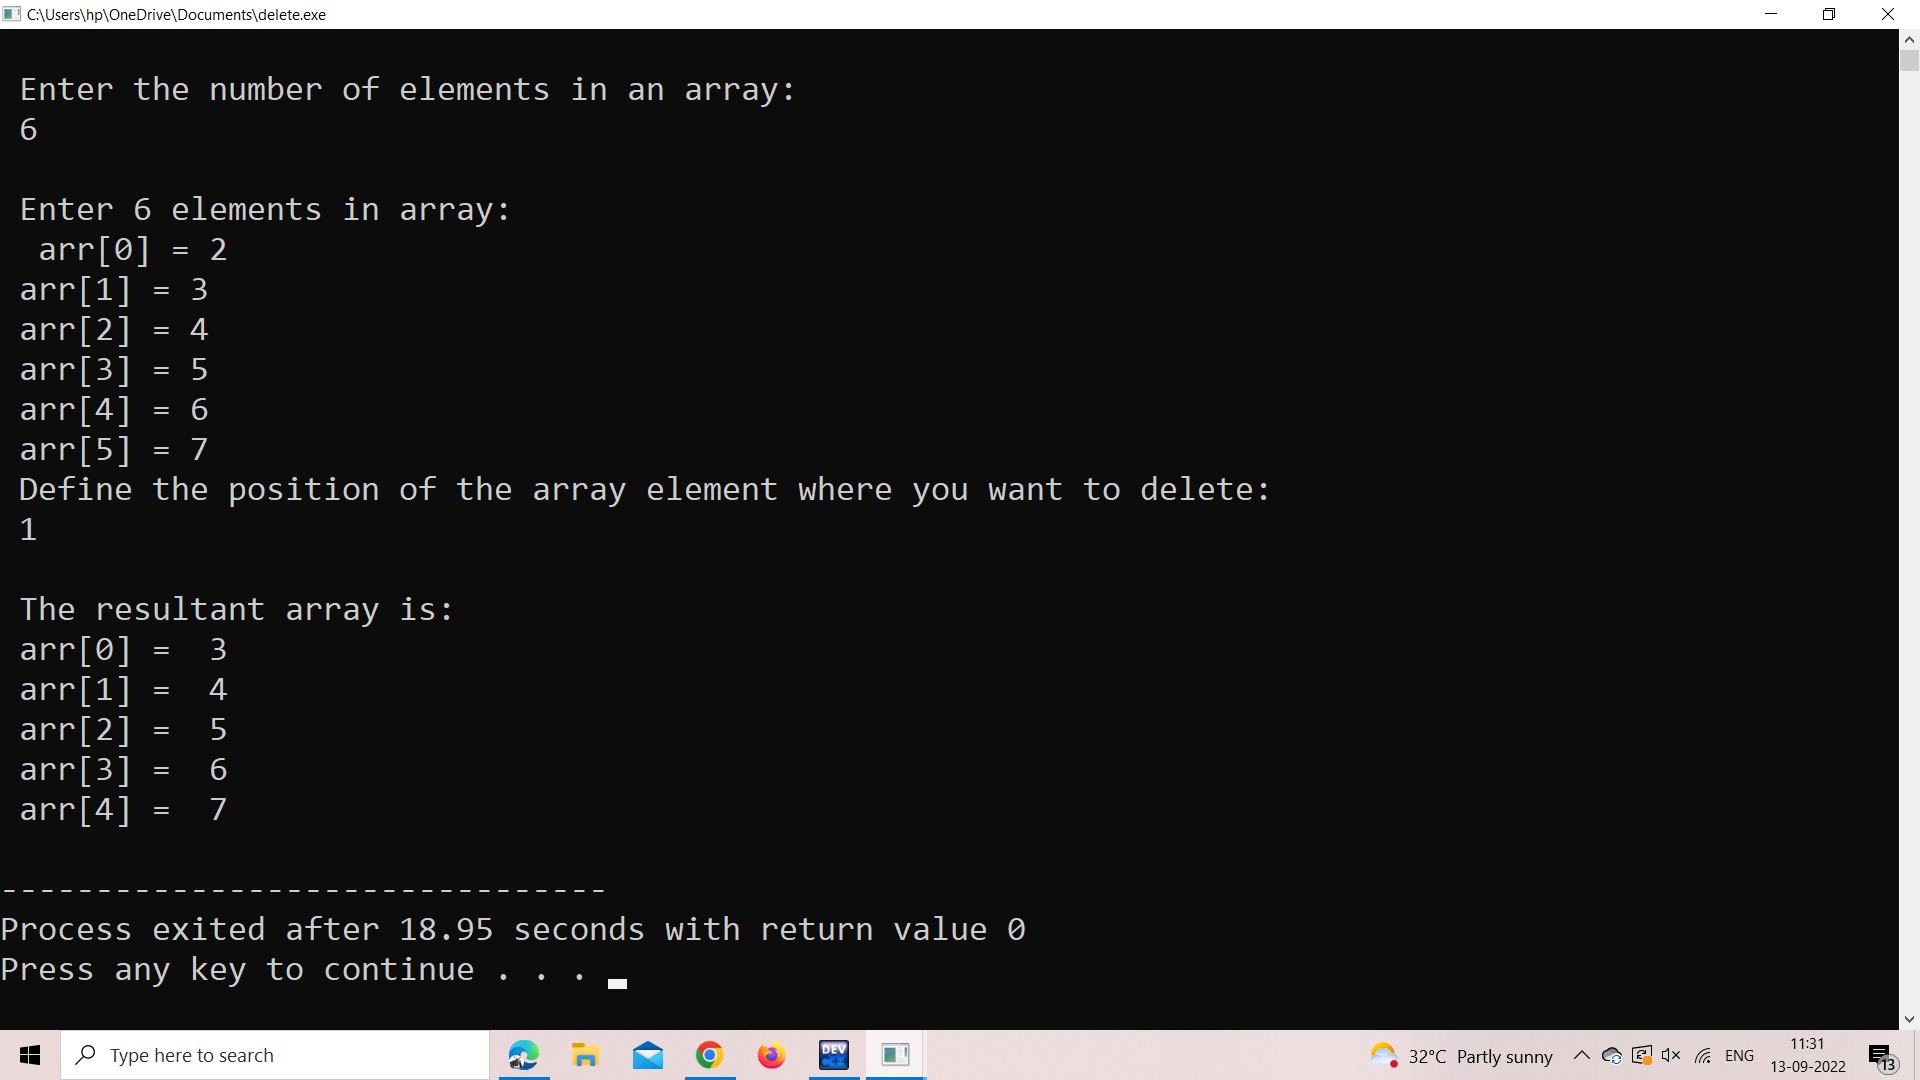 C:\Users\hp\OneDrive\Documents\delete.exe
Enter the number of elements in an array:
6
Enter 6 elements in array:
arr[0] = 2
arr[1] = 3
arr[2] = 4
arr[3] = 5
arr[4] = 6
arr[5] = 7
Define the position of the array element where you want to delete:
1
The resultant array is:
arr[0] =  3
arr[1] =  4
arr[2] =  5
arr[3] =  6
arr[4] =  7
--------------------------------
Process exited after 18.95 seconds with return value 0
Press any key to continue . . .
Type here to search
DEV C++
32°C Partly sunny
ENG
11:31
13-09-2022
13